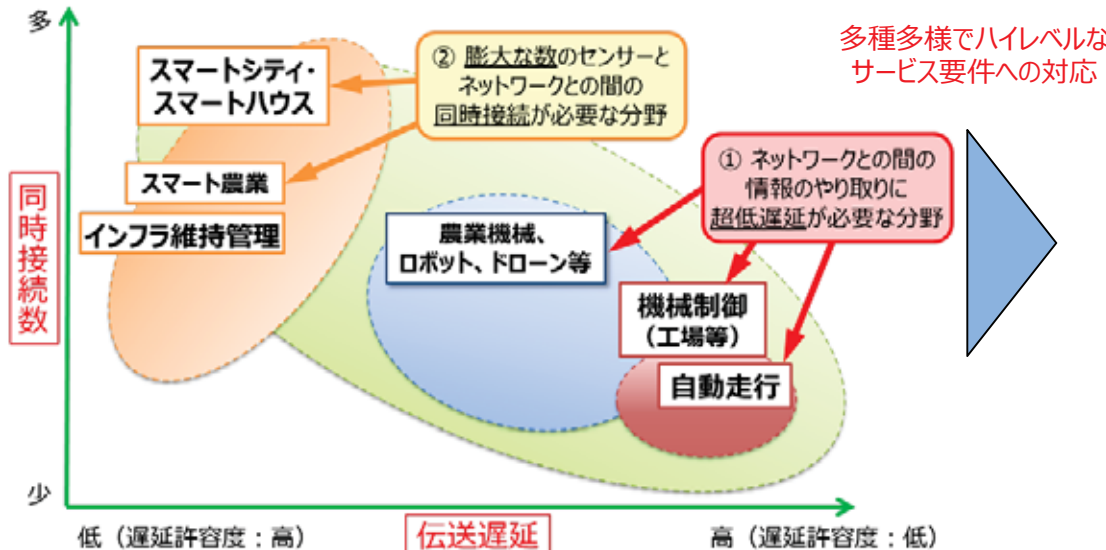 多
スマートシティ・
スマートハウス
② 膨大な数のセンサーと
ネットワークとの間の
同時接続が必要な分野
多種多様でハイレベルな
サービス要件への対応
① ネットワークとの間の
情報のやり取りに
超低遅延が必要な分野
スマート農業
同時接続数
インフラ維持管理
農業機械、
ロボット、ドローン等
機械制御
（工場等）
自動走行
少
低（遅延許容度：高）
伝送遅延
高（遅延許容度：低）